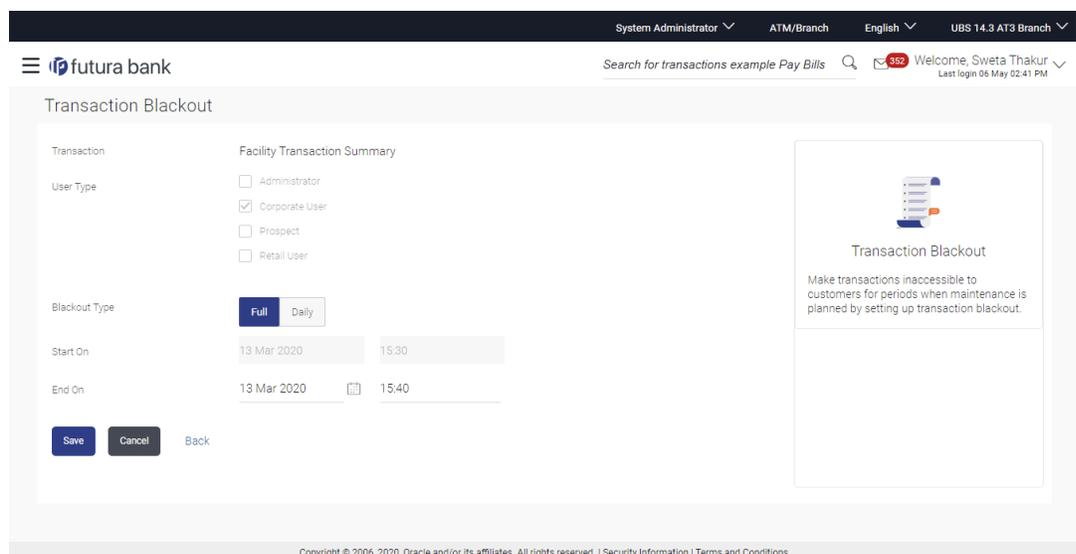 System Administrator ATM/Branch English UBS 14.3 AT3 Branch
futura bank
Search for transactions example Pay Bills
352
Welcome, Sweta Thakur
Last login 06 May 02:41 PM
Transaction Blackout
Transaction Facility Transaction Summary
User Type
Administrator
Corporate User
Prospect
Retail User
Blackout Type Full Daily
Start On 13 Mar 2020 15:30
End On 13 Mar 2020 15:40
Save Cancel Back
Transaction Blackout
Make transactions inaccessible to
customers for periods when maintenance is
planned by setting up transaction blackout.
Copyright © 2006, 2020, Oracle and/or its affiliates. All rights reserved. | Security Information | Terms and Conditions